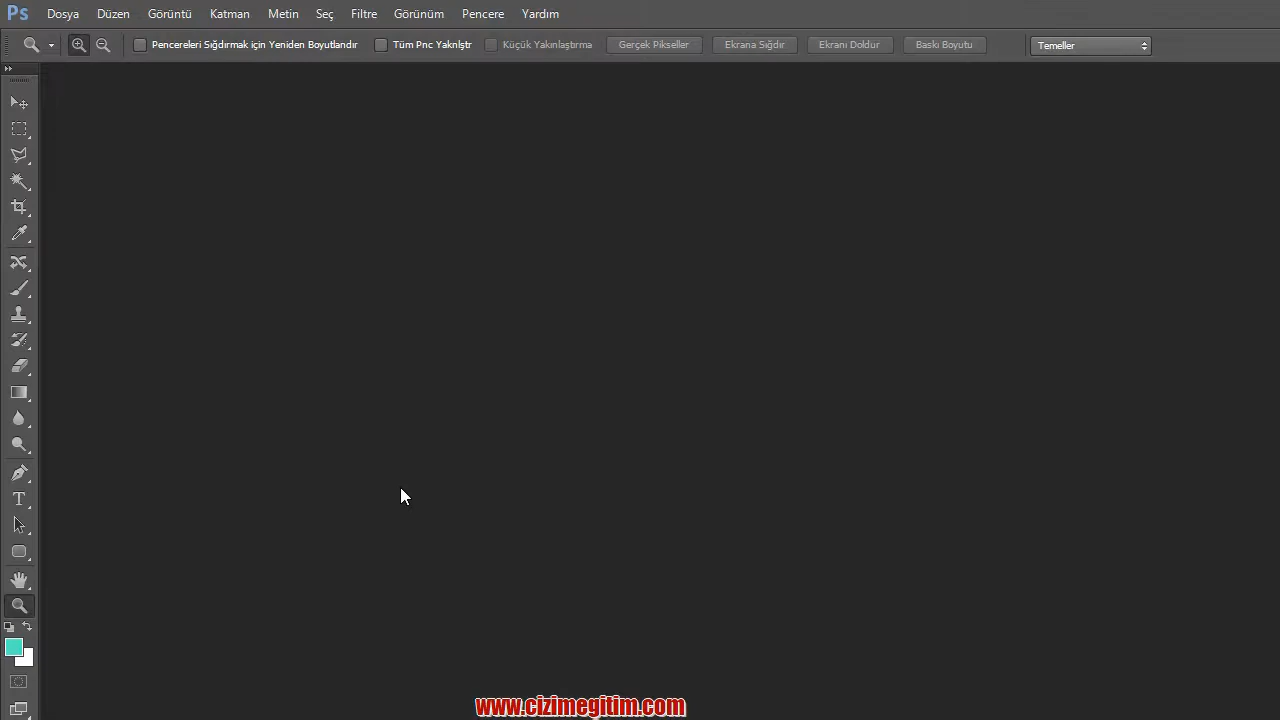 Ps Dosya Düzen Görüntü Katman Metin Seç Filtre Görünüm Pencere Yardım
Pencereleri Sığdırmak için Yeniden Boyutlandır Tüm Pnc Yaknlştr Küçük Yakınlaştırma Gerçek Pikseller Ekrana Sığdır Ekranı Doldur Baskı Boyutu Temeller
T
www.cizimegitim.com